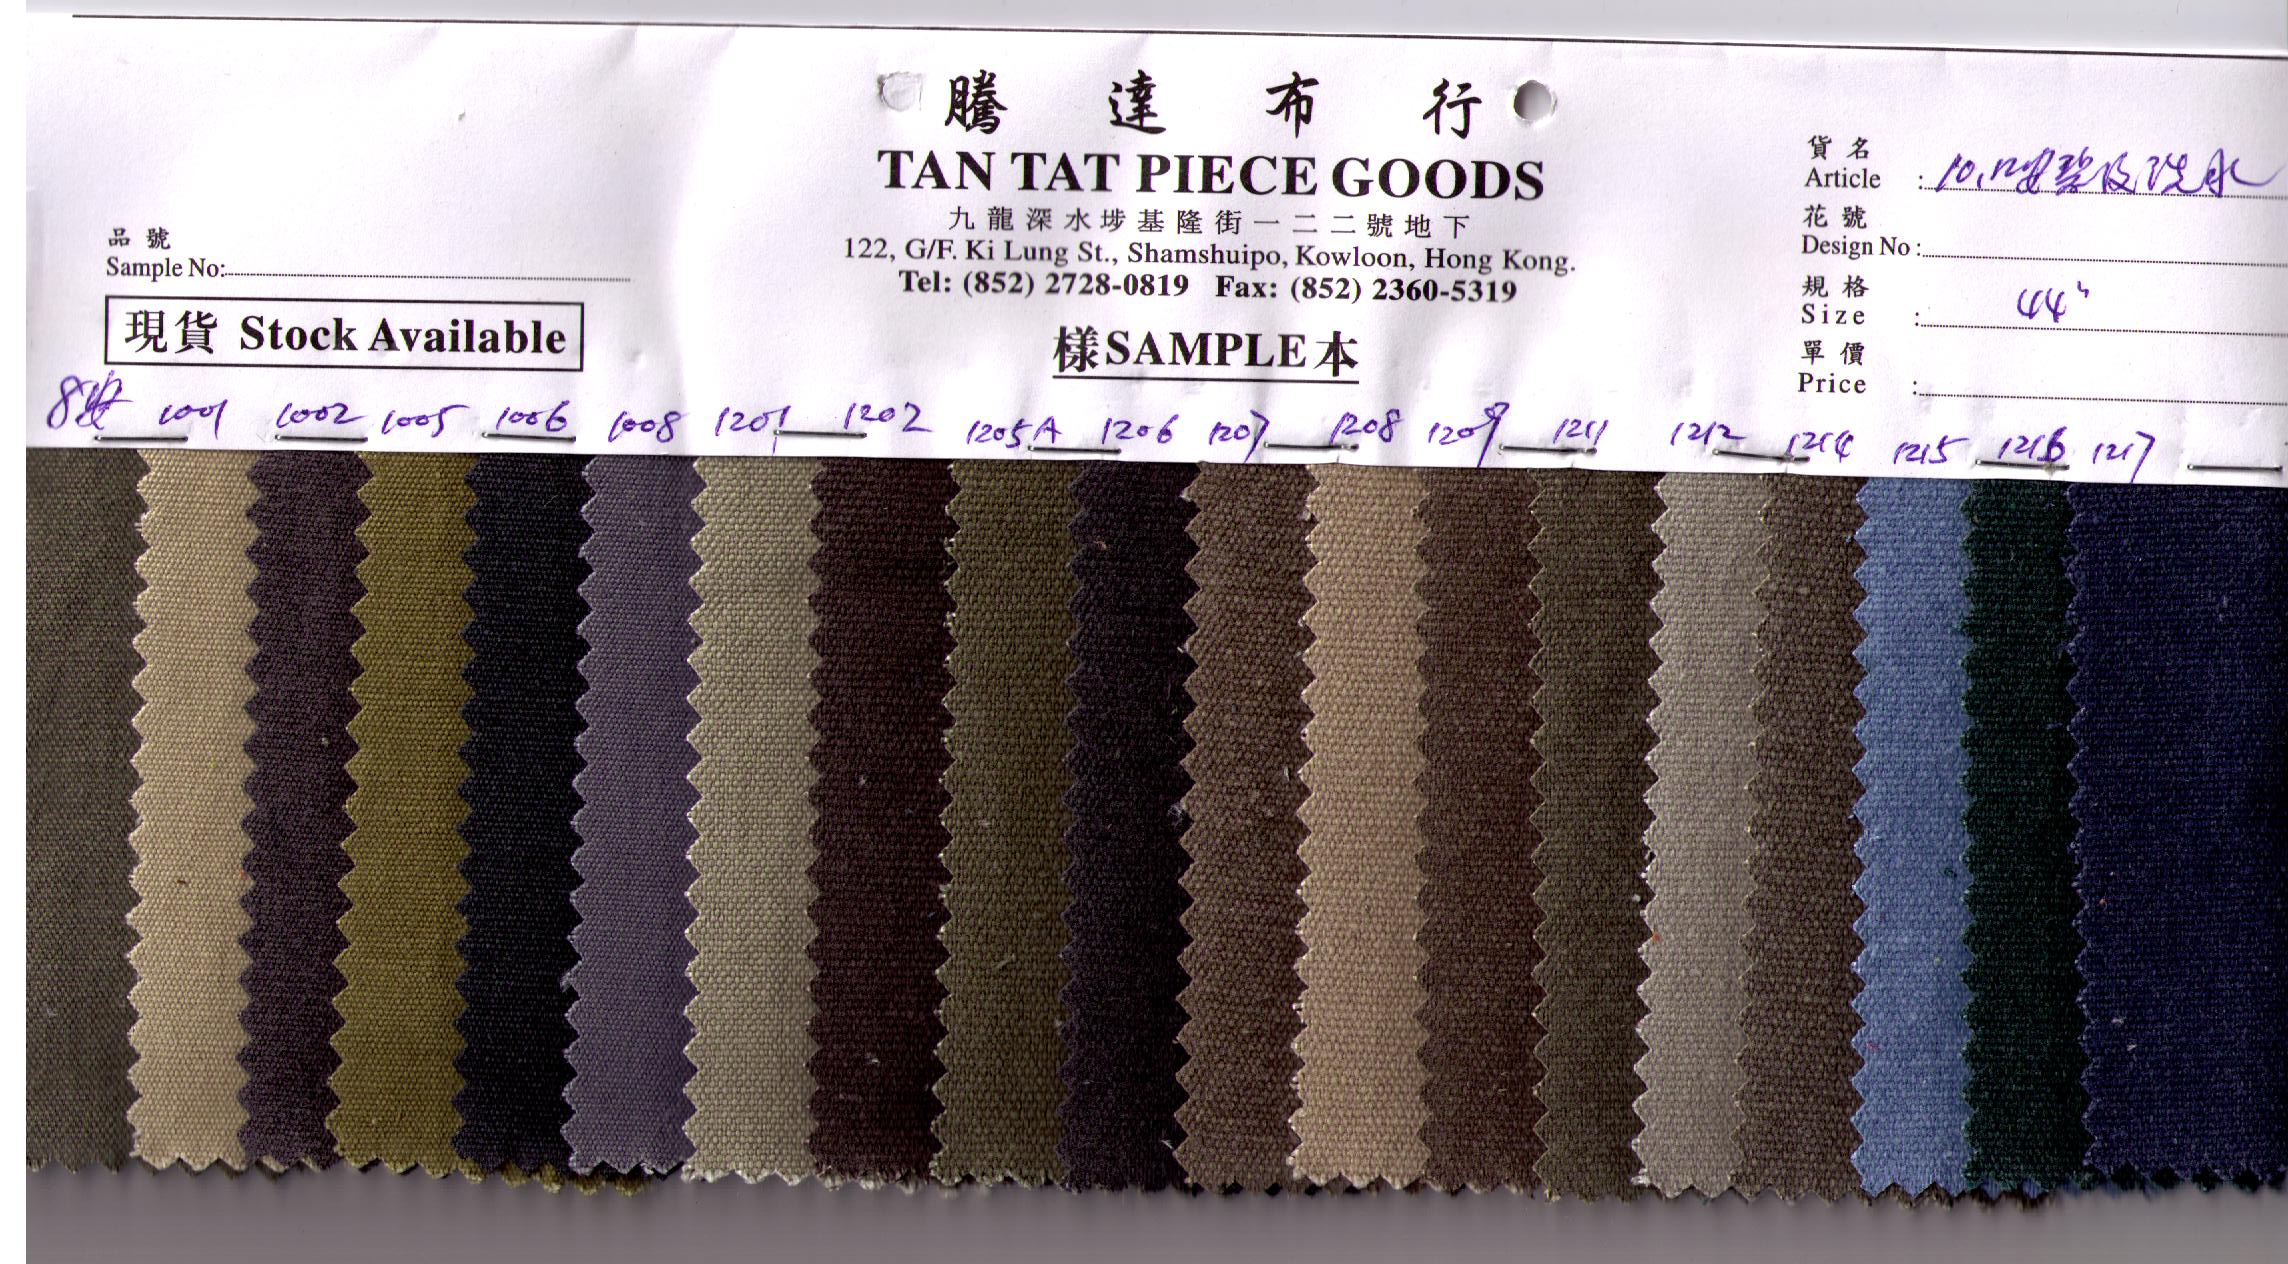 騰達布行
TAN TAT PIECE GOODS
九龍深水埗基隆街一二二號地下
122, G/F. Ki Lung St., Shamshuipo, Kowloon, Hong Kong.
Tel: (852) 2728-0819 Fax: (852) 2360-5319
樣SAMPLE本
品號
Sample No:
現貨 Stock Available
貨名
Article :
花號
Design No :
規格
Size : 44"
單價
Price :
1001 1002 1005 1006 1008 1201 1202 1205A 1206 1207 1208 1209 1211 1212 1214 1215 1216 1217